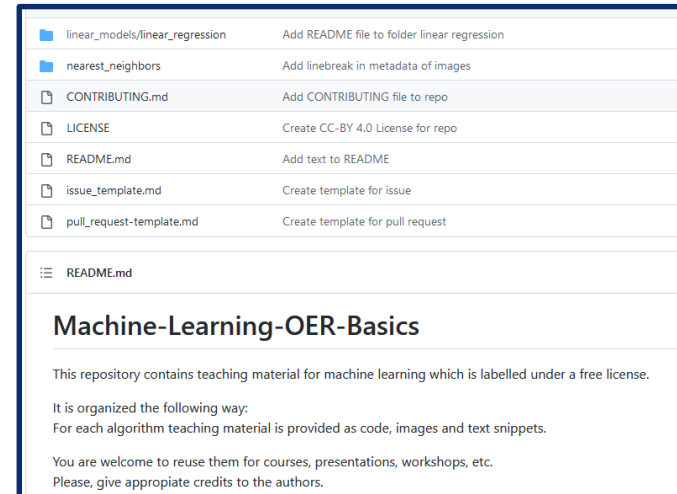 linear_models/linear_regression Add README file to folder linear regression
nearest_neighbors Add linebreak in metadata of images
CONTRIBUTING.md Add CONTRIBUTING file to repo
LICENSE Create CC-BY 4.0 License for repo
README.md Add text to README
issue_template.md Create template for issue
pull_request-template.md Create template for pull request
README.md
Machine-Learning-OER-Basics
This repository contains teaching material for machine learning which is labelled under a free license.
It is organized the following way:
For each algorithm teaching material is provided as code, images and text snippets.
You are welcome to reuse them for courses, presentations, workshops, etc.
Please, give appropiate credits to the authors.